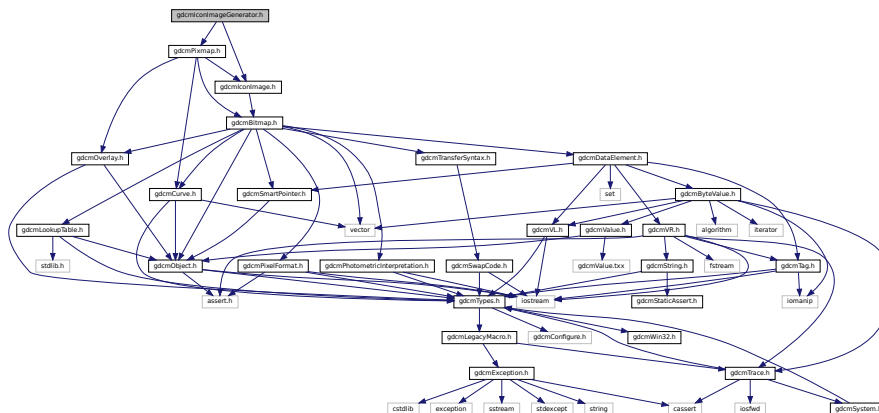 gdcmIconImageGenerator.h
gdcmPixmap.h
gdcmIconImage.h
gdcmBitmap.h
gdcmOverlay.h
gdcmTransferSyntax.h
gdcmDataElement.h
gdcmCurve.h
gdcmSmartPointer.h
set
gdcmByteValue.h
gdcmLookupTable.h
vector
gdcmVL.h
gdcmValue.h
gdcmVR.h
algorithm
iterator
stdlib.h
gdcmObject.h
gdcmPixelFormat.h
gdcmPhotometricInterpretation.h
gdcmSwapCode.h
gdcmValue.txx
gdcmString.h
fstream
gdcmTag.h
assert.h
gdcmTypes.h
iostream
gdcmStaticAssert.h
iomanip
gdcmLegacyMacro.h
gdcmConfigure.h
gdcmWin32.h
gdcmException.h
gdcmTrace.h
cstdlib
exception
sstream
stdexcept
string
cassert
iosfwd
gdcmSystem.h